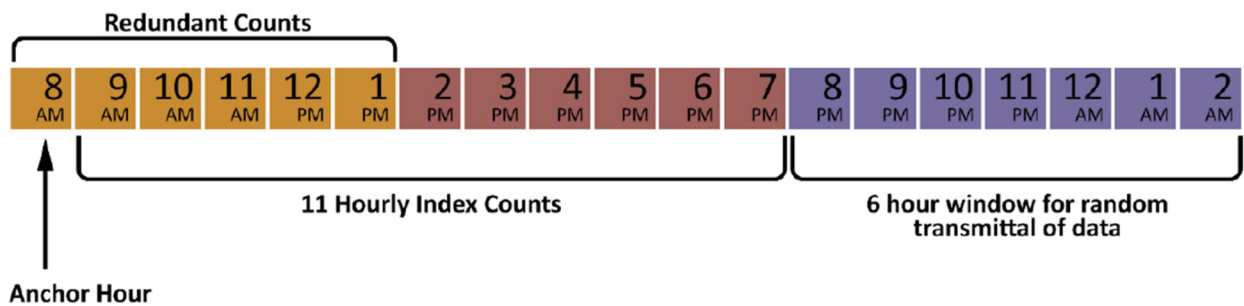 Redundant Counts
8 9 10 11 12 1 2 3 4 5 6 7 8 9 10 11 12 1 2
AM AM AM AM PM PM PM PM PM PM PM PM PM PM PM PM AM AM AM
11 Hourly Index Counts
6 hour window for random
transmittal of data
Anchor Hour